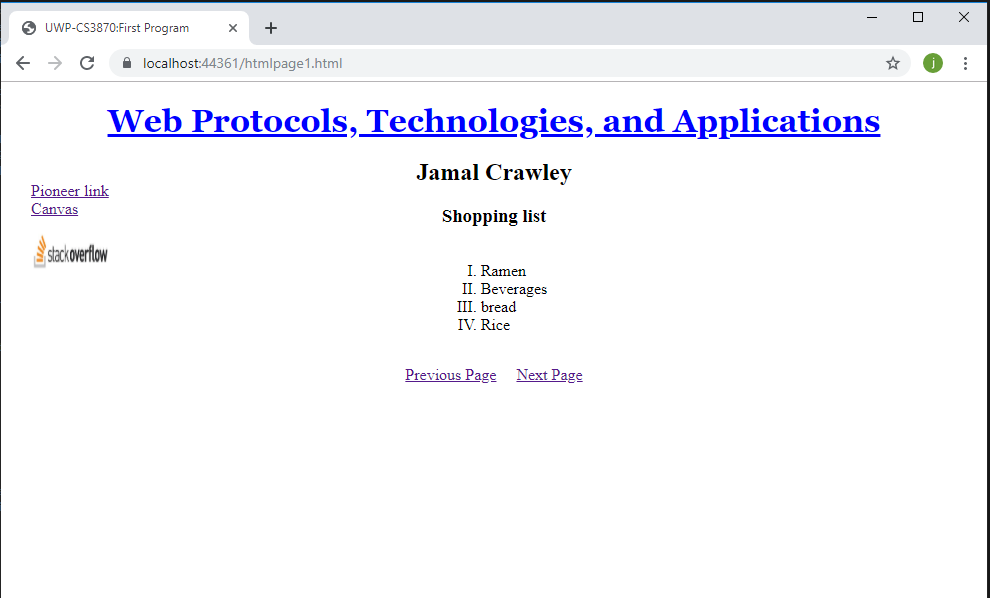 UWP-CS3870:First Program
localhost:44361/htmlpage1.html
j
Web Protocols, Technologies, and Applications
Jamal Crawley
Pioneer link
Canvas
stackoverflow
Shopping list
I. Ramen
II. Beverages
III. bread
IV. Rice
Previous Page Next Page